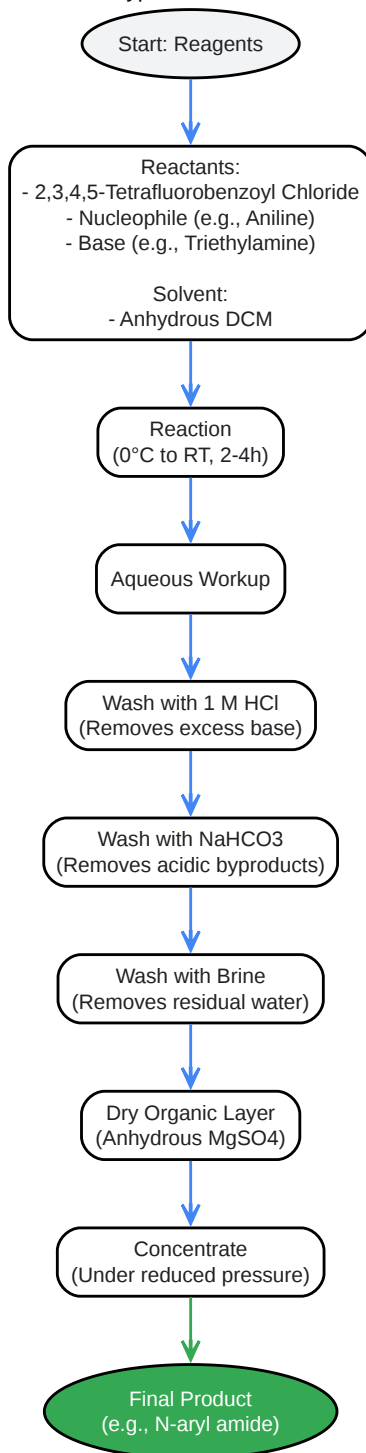 Start: Reagents
Reactants:
- 2,3,4,5-Tetrafluorobenzoyl Chloride
- Nucleophile (e.g., Aniline)
- Base (e.g., Triethylamine)
Solvent:
- Anhydrous DCM
Reaction
(0°C to RT, 2-4h)
Aqueous Workup
Wash with 1 M HCl
(Removes excess base)
Wash with NaHCO3
(Removes acidic byproducts)
Wash with Brine
(Removes residual water)
Dry Organic Layer
(Anhydrous MgSO4)
Concentrate
(Under reduced pressure)
Final Product
(e.g., N-aryl amide)